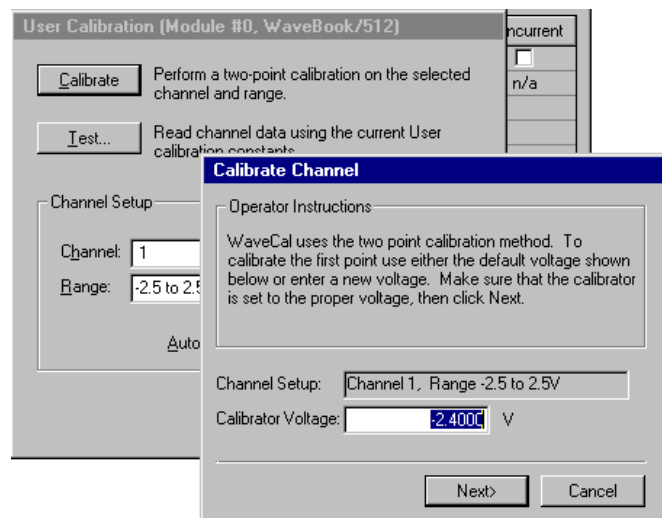 User Calibration (Module #0, WaveBook/512)
ncurrent
Calibrate
Perform a two-point calibration on the selected
channel and range.
n/a
Test...
Read channel data using the current User
calibration constants
Calibrate Channel
Channel Setup
Channel: 1
Range: -2.5 to 2.5
Auto
Operator Instructions
WaveCal uses the two point calibration method. To
calibrate the first point use either the default voltage shown
below or enter a new voltage. Make sure that the calibrator
is set to the proper voltage, then click Next.
Channel Setup: Channel 1, Range -2.5 to 2.5V
Calibrator Voltage: -2.4000 V
Next>
Cancel